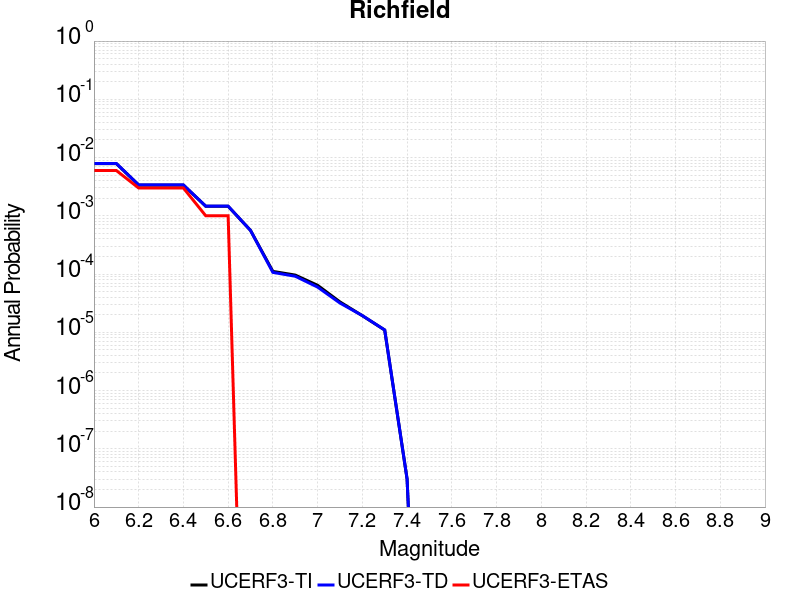 Richfield
10^0
10^-1
10^-2
10^-3
10^-4
10^-5
10^-6
10^-7
10^-8
Annual Probability
6 6.2 6.4 6.6 6.8 7 7.2 7.4 7.6 7.8 8 8.2 8.4 8.6 8.8 9
Magnitude
UCERF3-TI UCERF3-TD UCERF3-ETAS